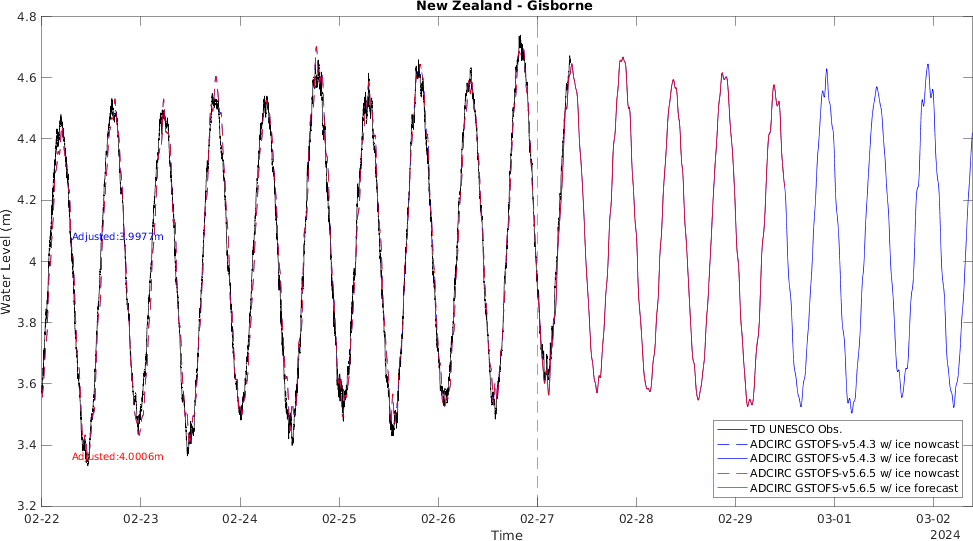 New Zealand - Gisborne
Water Level (m)
4.8
4.6
4.4
4.2
4
3.8
3.6
3.4
3.2
Adjusted:3.9977m
Adjusted:4.0006m
TD UNESCO Obs.
ADCIRC GSTOFS-v5.4.3 w/ ice nowcast
ADCIRC GSTOFS-v5.4.3 w/ ice forecast
ADCIRC GSTOFS-v5.6.5 w/ ice nowcast
ADCIRC GSTOFS-v5.6.5 w/ ice forecast
02-22 02-23 02-24 02-25 02-26 02-27 02-28 02-29 03-01 03-02
Time
2024